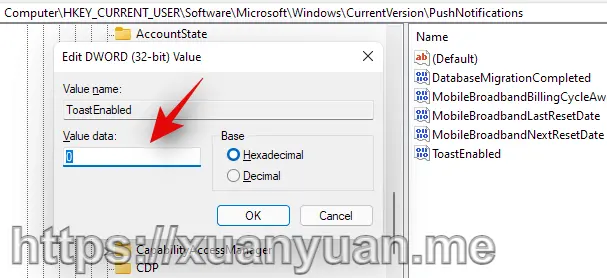 Computer\HKEY_CURRENT_USER\Software\Microsoft\Windows\CurrentVersion\PushNotifications
AccountState
Edit DWORD (32-bit) Value
Value name:
ToastEnabled
Value data:
0
Base
Hexadecimal
Decimal
OK
Cancel
CapabilityAccessManager
CDP
Name
ab
(Default)
DatabaseMigrationCompleted
MobileBroadbandBillingCycleAw
MobileBroadbandLastResetDate
MobileBroadbandNextResetDate
ToastEnabled
https://xuanyuan.me